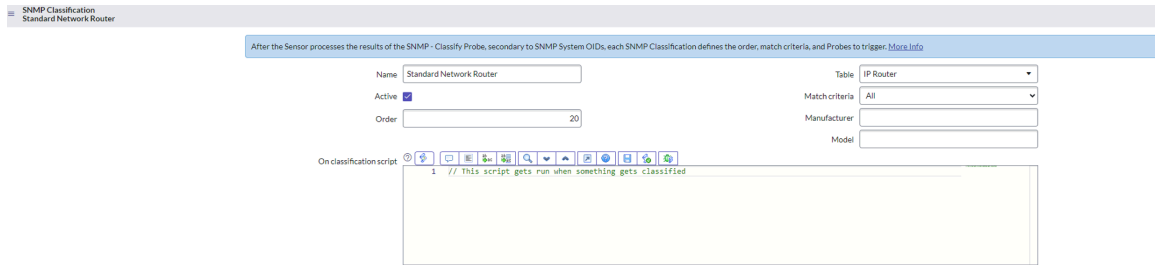 SNMP Classification
Standard Network Router
After the Sensor processes the results of the SNMP - Classify Probe, secondary to SNMP System OIDs, each SNMP Classification defines the order, match criteria, and Probes to trigger. More Info
Name Standard Network Router
Table IP Router
Active
Match criteria All
Order 20
Manufacturer
Model
On classification script
1 // This script gets run when something gets classified